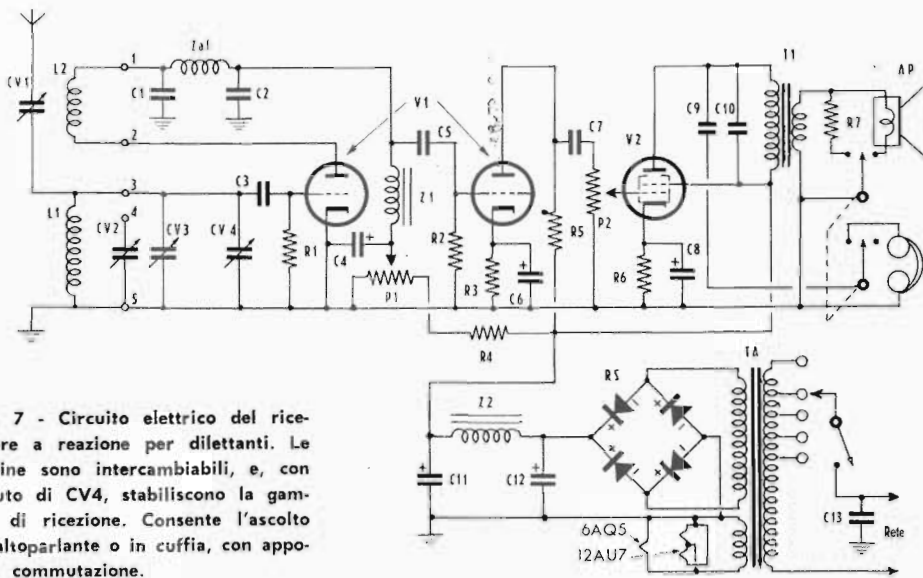 CV1
L2
1
Zaf
C1
C2
2
V1
C5
C7
V2
C9
C10
T1
R7
AP
3
C3
L1
4
CV2
CV3
CV4
R1
C4
Z1
R2
P2
R5
R3
C6
R6
C8
5
P1
R4
TA
RS
Z2
C11
C12
C13
Rete
6AQ5
12AU7
7 - Circuito elettrico del rice-
re a reazione per dilettanti. Le
ine sono intercambiabili, e, con
uto di CV4, stabiliscono la gam-
di ricezione. Consente l'ascolto
altoparlante o in cuffia, con appo-
commutazione.